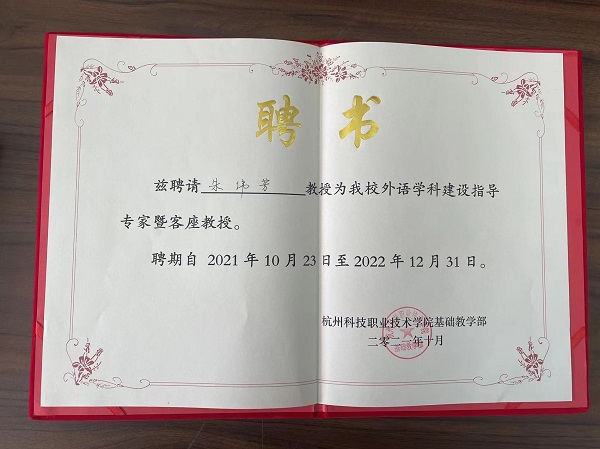 聘书
兹聘请 朱炜芳 教授为我校外语学科建设指导
专家暨客座教授。
聘期自 2021 年 10 月 23 日至 2022 年 12 月 31 日。
杭州科技职业技术学院基础教学部
二〇二一年十月